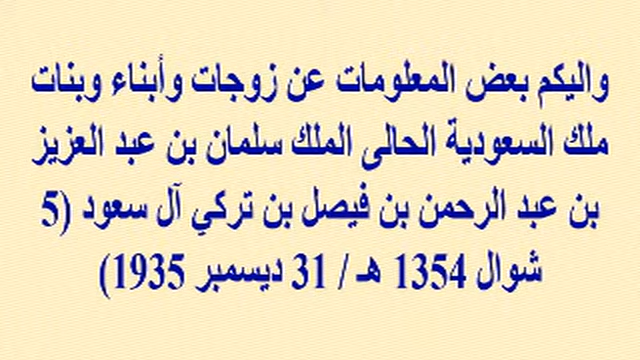 واليكم بعض المعلومات عن زوجات وأبناء وبنات
ملك السعودية الحالى الملك سلمان بن عبد العزيز
بن عبد الرحمن بن فيصل بن تركي آل سعود (5
شوال 1354 هـ / 31 ديسمبر 1935)